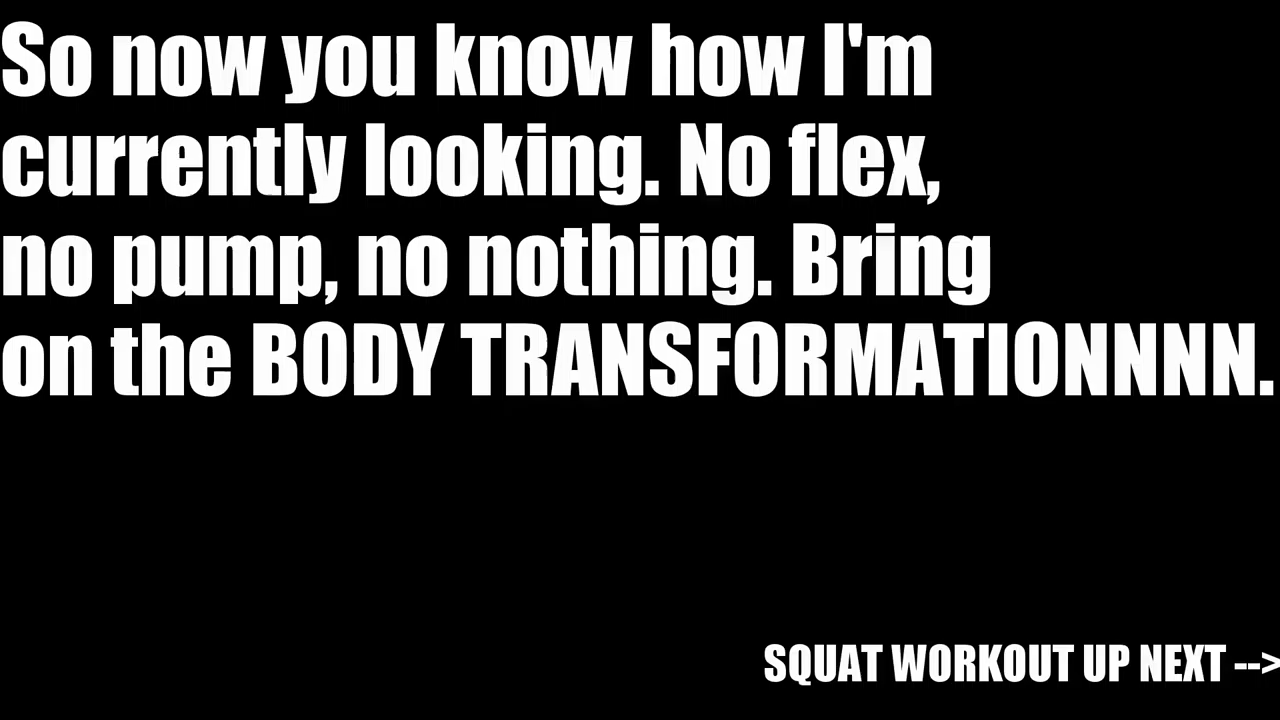 So now you know how I'm
currently looking. No flex,
no pump, no nothing. Bring
on the BODY TRANSFORMATIONNNN.
SQUAT WORKOUT UP NEXT -->